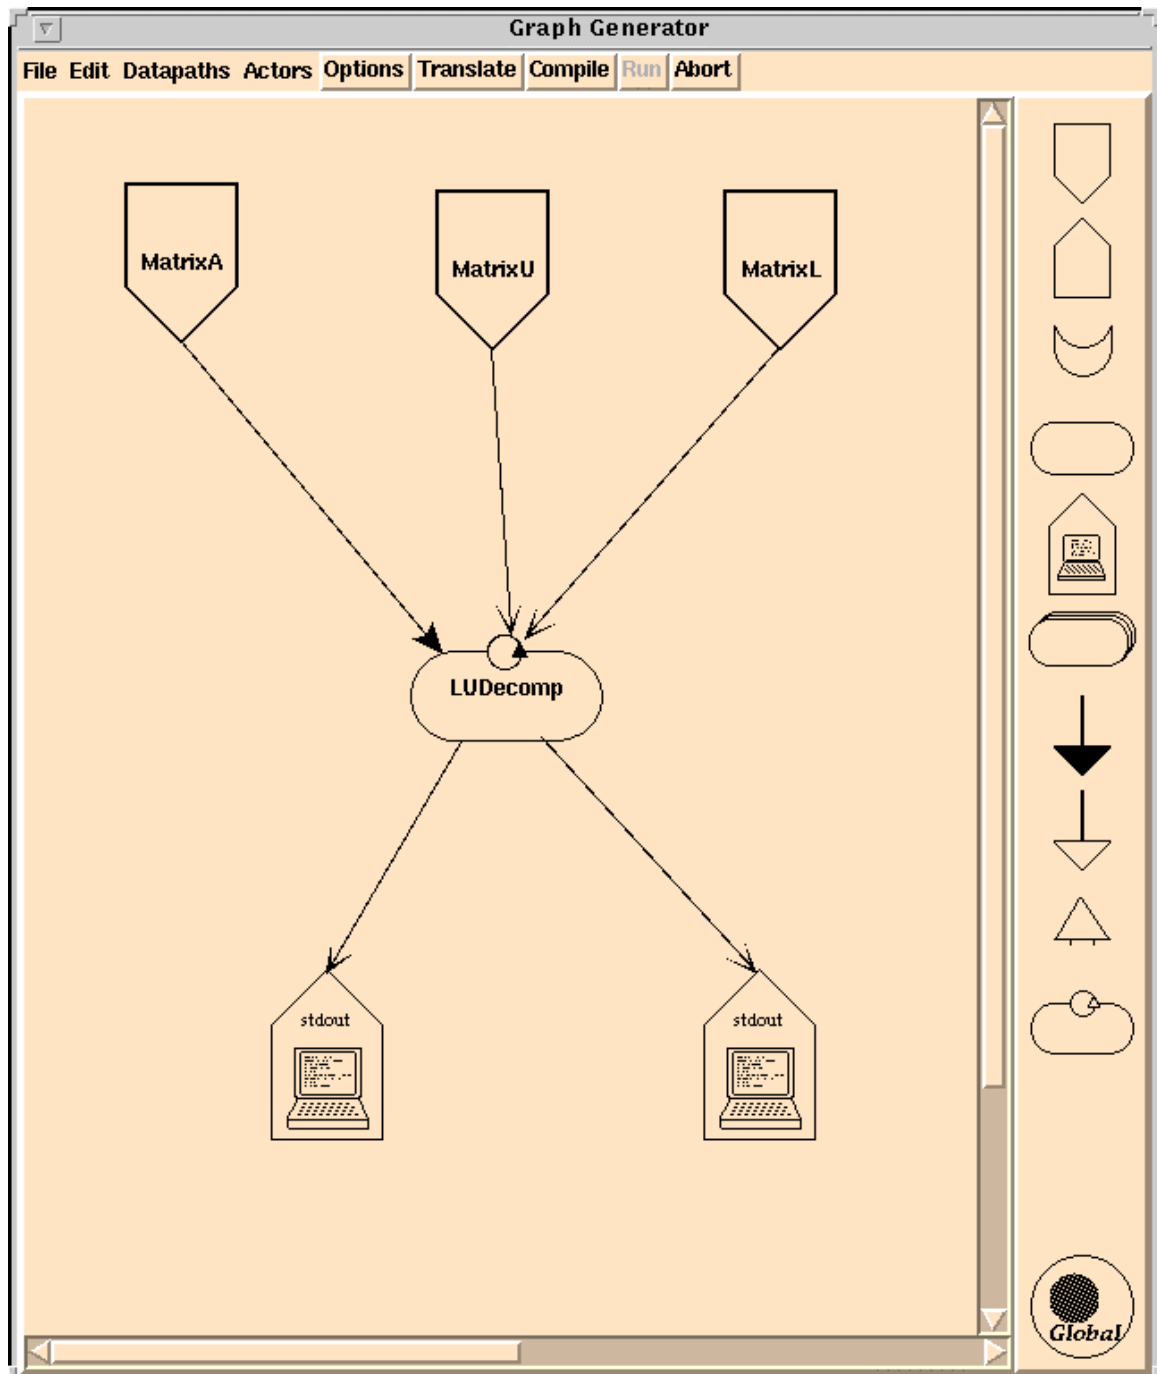 Graph Generator
File Edit Datapaths Actors Options Translate Compile Run Abort
MatrixA MatrixU MatrixL
LUDecomp
stdout stdout
Global